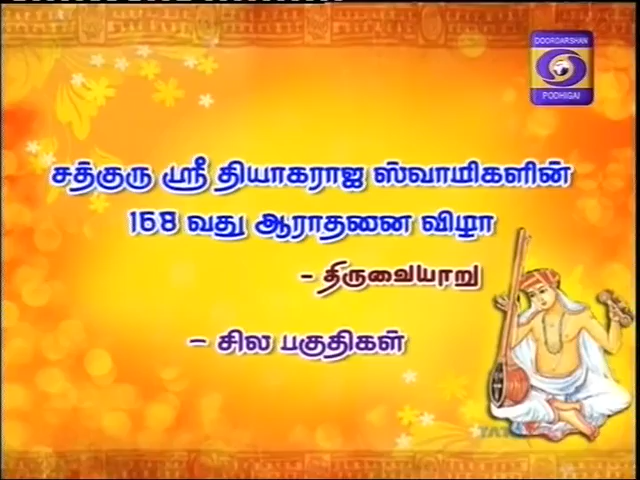 DOORDARSHAN
PODHIGAI
சத்குரு ஸ்ரீ தியாகராஜ ஸ்வாமிகளின்
168 வது ஆராதனை விழா
- திருவையாறு
- சில பகுதிகள்